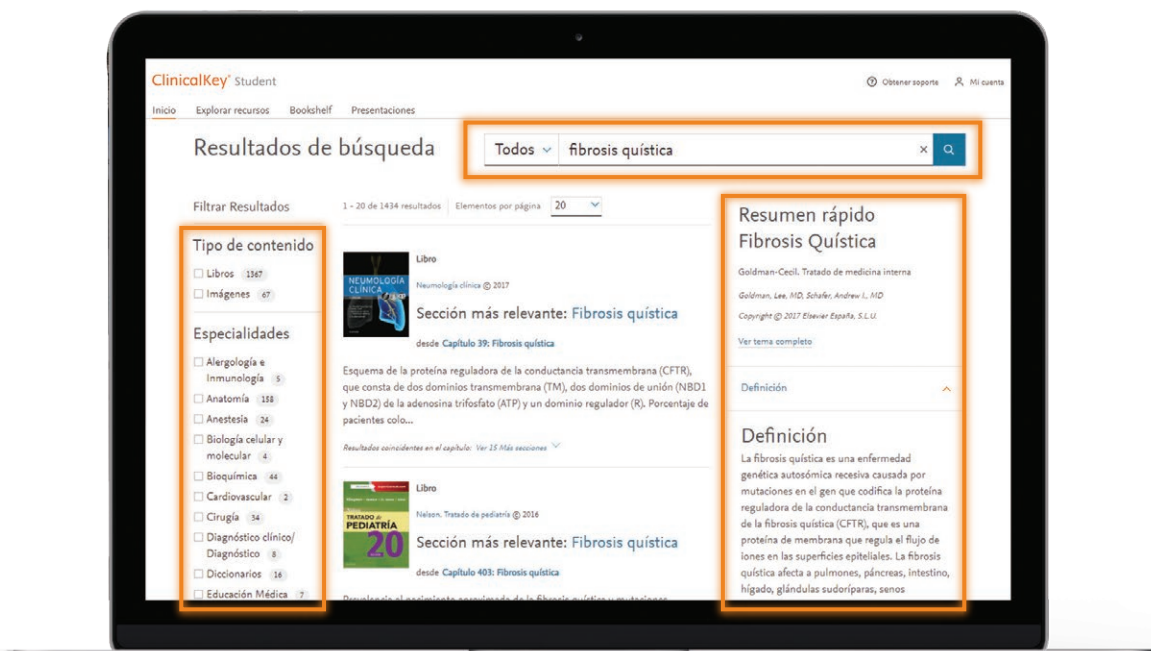 ClinicalKey® Student
Obtener soporte
Mi cuenta
Inicio
Explorar recursos
Bookshelf
Presentaciones
Resultados de búsqueda
Todos
fibrosis quística
×
Filtrar Resultados
1 - 20 de 1434 resultados
Elementos por página
20
Tipo de contenido
Libros 1367
Imágenes 67
Especialidades
Alergología e
Inmunología 5
Anatomía 158
Anestesia 24
Biología celular y
molecular 4
Bioquímica 44
Cardiovascular 2
Cirugía 34
Diagnóstico clínico/
Diagnóstico 8
Diccionarios 16
Educación Médica 7
NEUMOLOGÍA
CLÍNICA
Libro
Neumología clínica © 2017
Sección más relevante: Fibrosis quística
desde Capítulo 39: Fibrosis quística
Esquema de la proteína reguladora de la conductancia transmembrana (CFTR),
que consta de dos dominios transmembrana (TM), dos dominios de unión (NBD1
y NBD2) de la adenosina trifosfato (ATP) y un dominio regulador (R). Porcentaje de
pacientes colo...
Resultados coincidentes en el capítulo: Ver 25 Más secciones
TRATADO de
PEDIATRÍA
20
Libro
Nelson. Tratado de pediatría © 2016
Sección más relevante: Fibrosis quística
desde Capítulo 403: Fibrosis quística
Resumen rápido
Fibrosis Quística
Goldman-Cecil. Tratado de medicina interna
Goldman, Lee, MD, Schafer, Andrew I., MD
Copyright © 2017 Elsevier España, S.L.U.
Ver tema completo
Definición
Definición
La fibrosis quística es una enfermedad
genética autosómica recesiva causada por
mutaciones en el gen que codifica la proteína
reguladora de la conductancia transmembrana
de la fibrosis quística (CFTR), que es una
proteína de membrana que regula el flujo de
iones en las superficies epiteliales. La fibrosis
quística afecta a pulmones, páncreas, intestino,
hígado, glándulas sudoríparas, senos